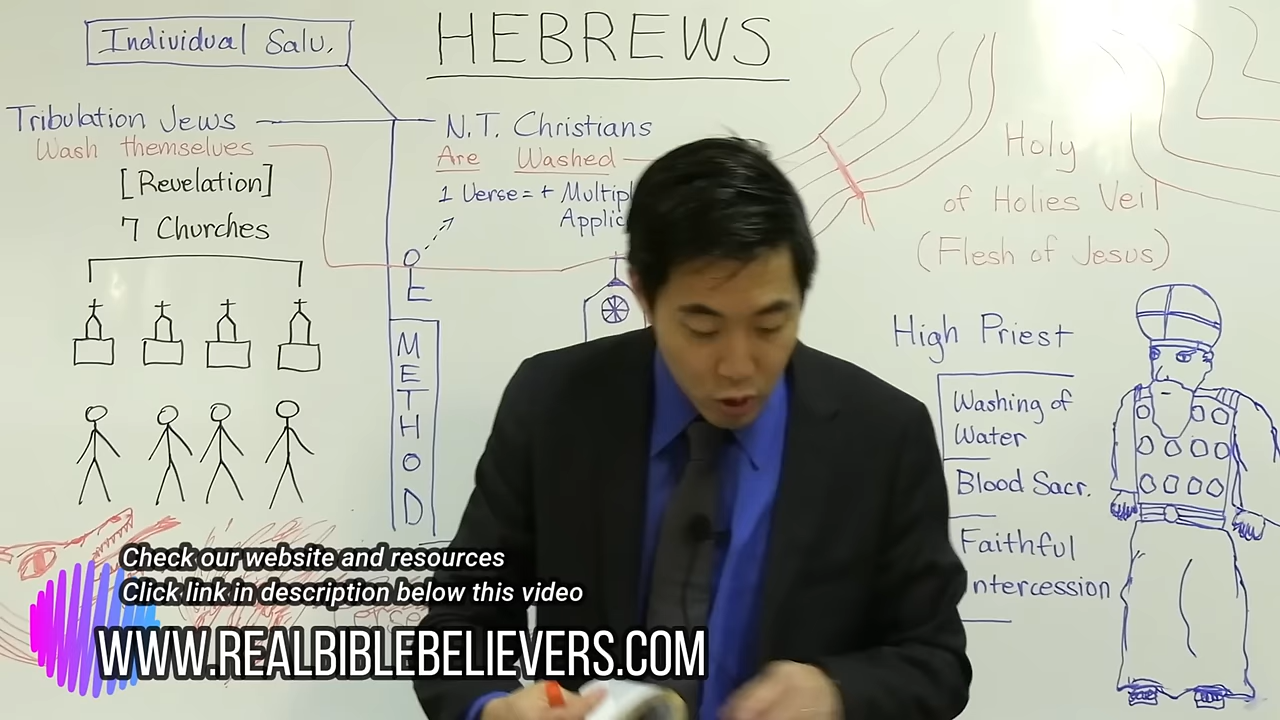 HEBREWS
Individual Salv.
Tribulation Jews
Wash themselves
[Revelation]
7 Churches
N.T. Christians
Are Washed
1 Verse = + Multip
Applic
METHOD
Holy
of Holies Veil
(Flesh of Jesus)
High Priest
Washing of
Water
Blood Sacr.
Faithful
ntercession
Check our website and resources
Click link in description below this video
WWW.REALBIBLEBELIEVERS.COM